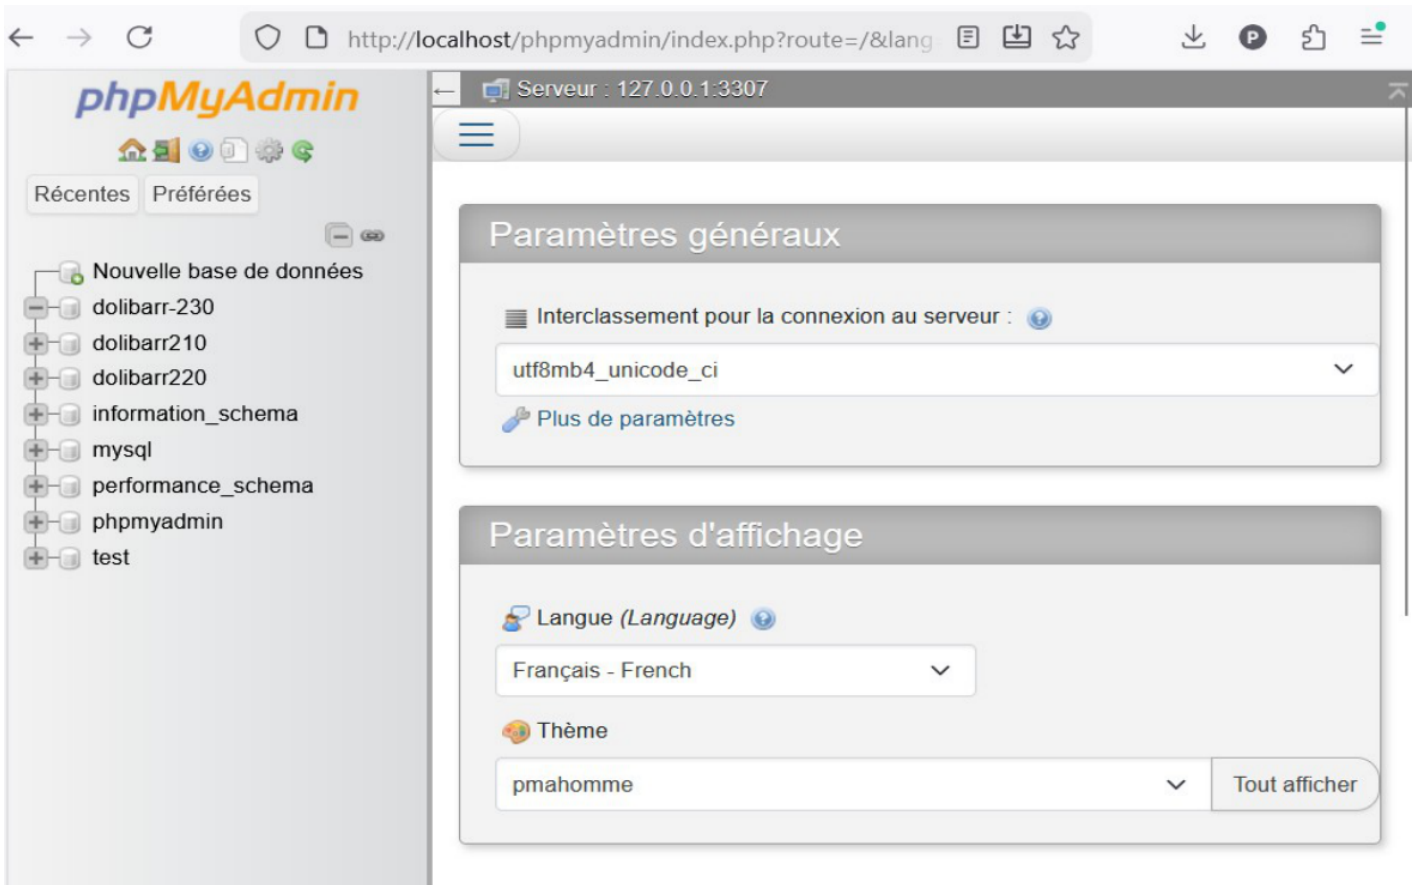 http://localhost/phpmyadmin/index.php?route=/&lang
P
phpMyAdmin
Récentes Préférées
Nouvelle base de données
dolibarr-230
dolibarr210
dolibarr220
information_schema
mysql
performance_schema
phpmyadmin
test
Serveur : 127.0.0.1:3307
Paramètres généraux
Interclassement pour la connexion au serveur :
utf8mb4_unicode_ci
Plus de paramètres
Paramètres d'affichage
Langue (Language)
Français - French
Thème
pmahomme
Tout afficher